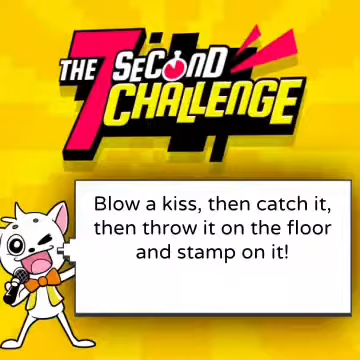 THE 7 SECOND
CHALLENGE
Blow a kiss, then catch it,
then throw it on the floor
and stamp on it!